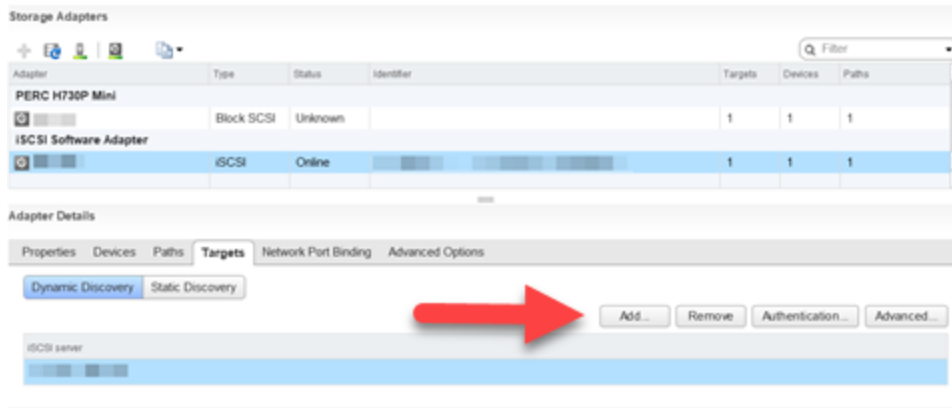 Storage Adapters
Filter
Adapter Type Status Identifier Targets Devices Paths
PERC H730P Mini
Block SCSI Unknown 1 1 1
iSCSI Software Adapter
iSCSI Online 1 1 1
Adapter Details
Properties Devices Paths Targets Network Port Binding Advanced Options
Dynamic Discovery Static Discovery
Add... Remove Authentication... Advanced...
iSCSI server